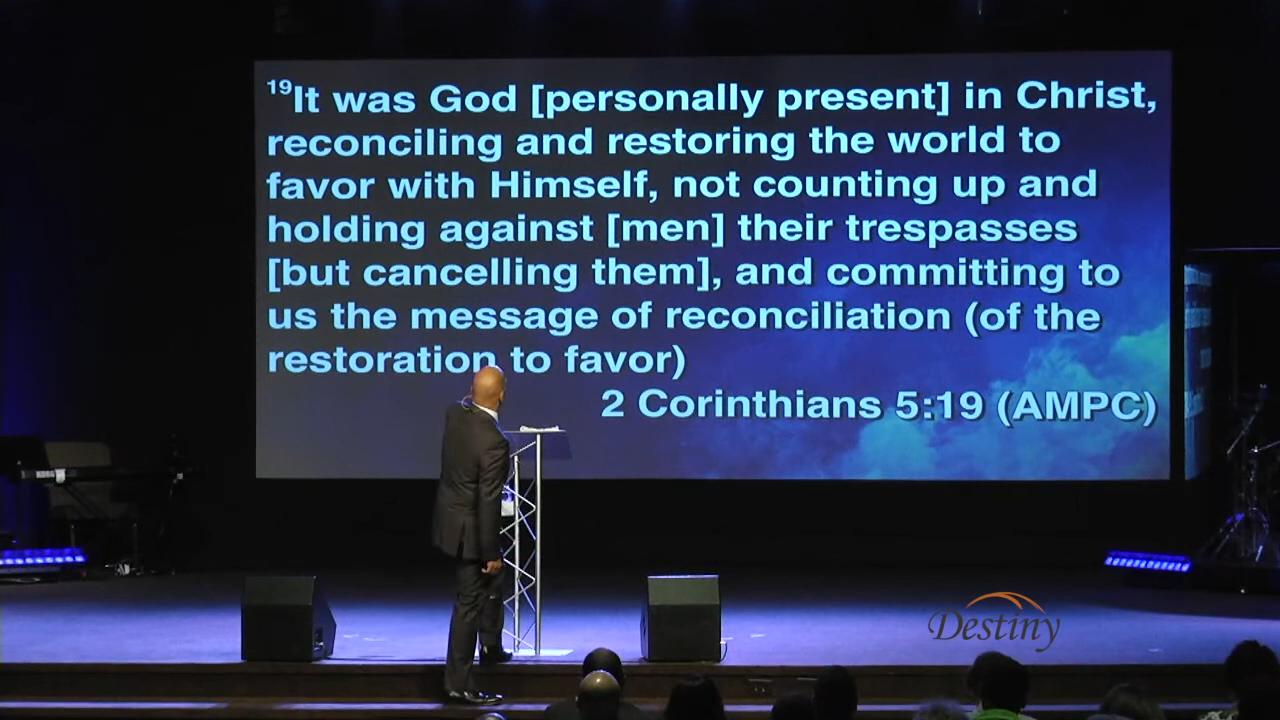 19It was God [personally present] in Christ,
reconciling and restoring the world to
favor with Himself, not counting up and
holding against [men] their trespasses
[but cancelling them], and committing to
us the message of reconciliation (of the
restoration to favor)
2 Corinthians 5:19 (AMPC)
KORG
Destiny